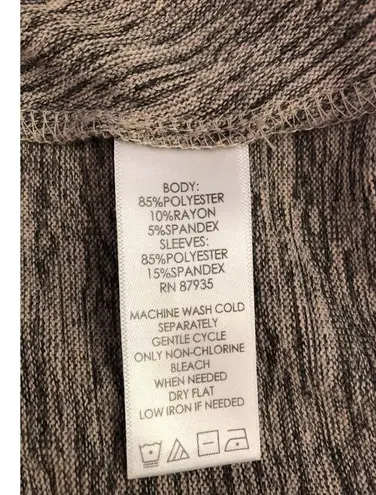 BODY:
85%POLYESTER
10%RAYON
5%SPANDEX
SLEEVES:
85%POLYESTER
15%SPANDEX
RN 87935
MACHINE WASH COLD
SEPARATELY
GENTLE CYCLE
ONLY NON-CHLORINE
BLEACH
WHEN NEEDED
DRY FLAT
LOW IRON IF NEEDED